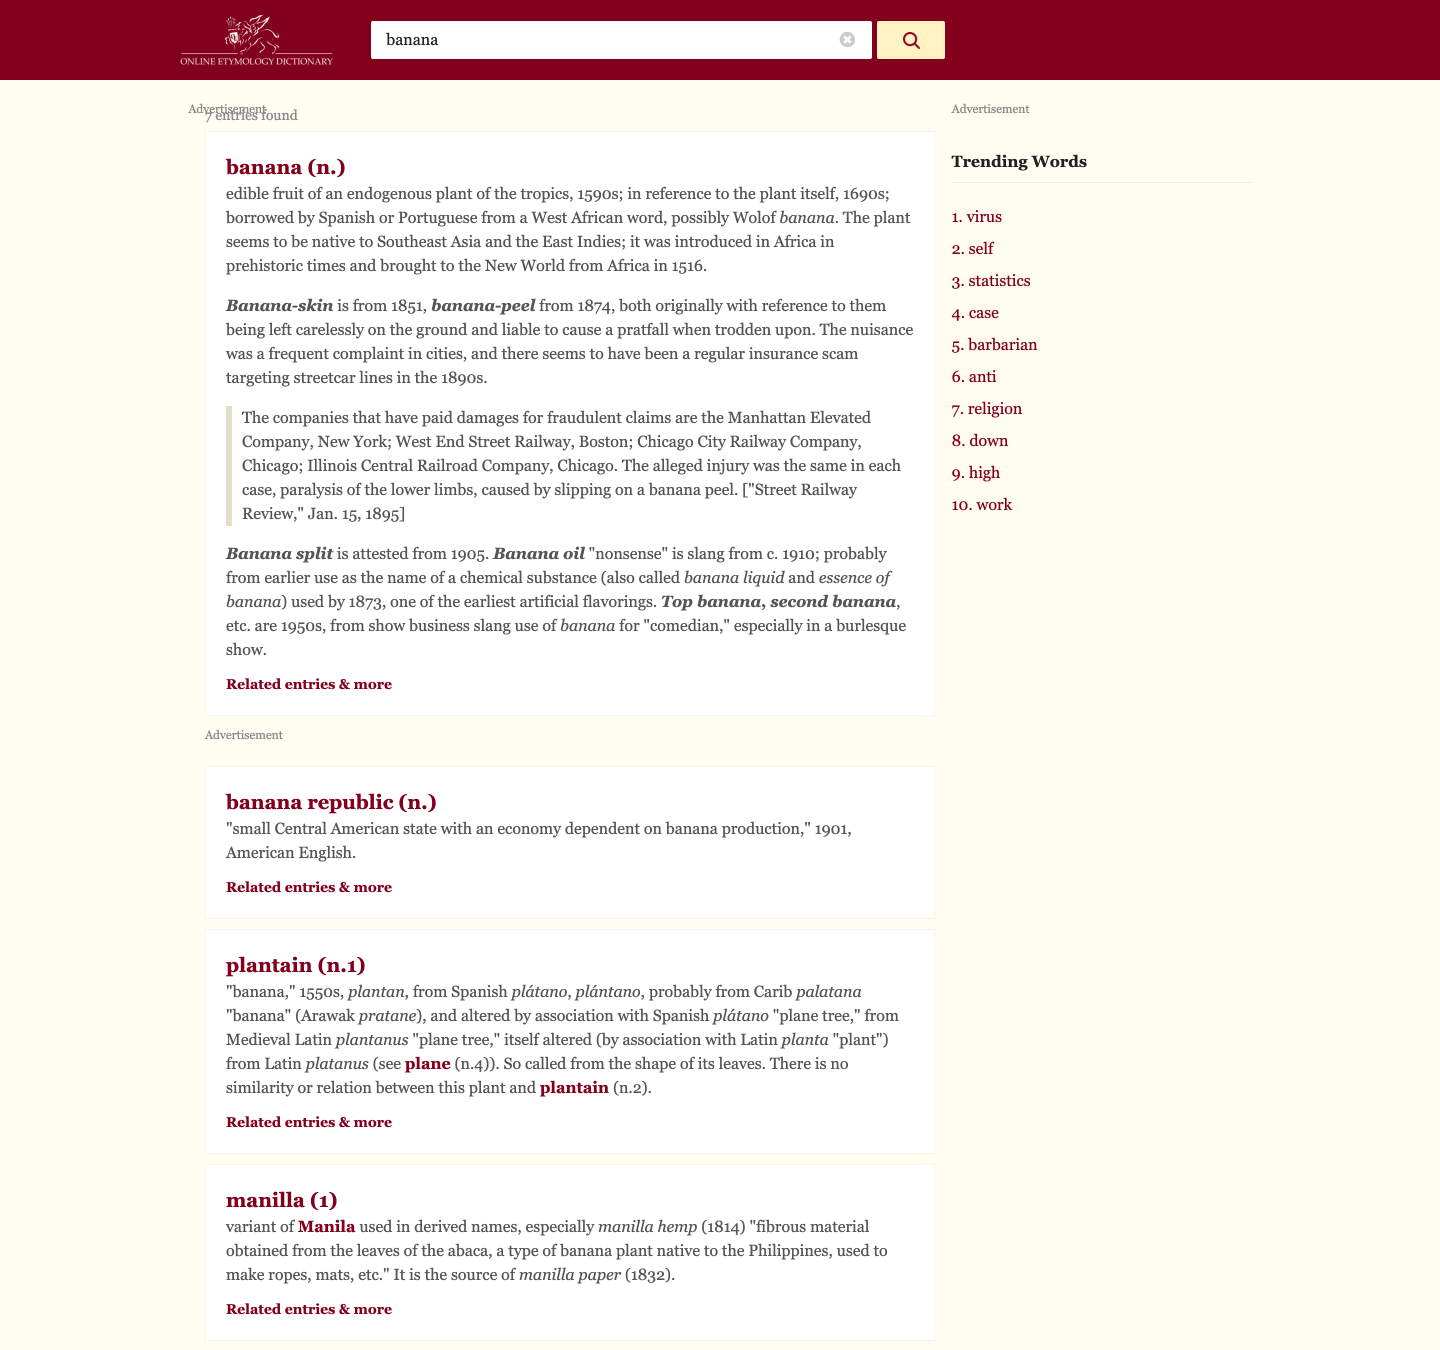 ONLINE ETYMOLOGY DICTIONARY
banana
Advertisement
7 entries found
banana (n.)
edible fruit of an endogenous plant of the tropics, 1590s; in reference to the plant itself, 1690s;
borrowed by Spanish or Portuguese from a West African word, possibly Wolof banana. The plant
seems to be native to Southeast Asia and the East Indies; it was introduced in Africa in
prehistoric times and brought to the New World from Africa in 1516.
Banana-skin is from 1851, banana-peel from 1874, both originally with reference to them
being left carelessly on the ground and liable to cause a pratfall when trodden upon. The nuisance
was a frequent complaint in cities, and there seems to have been a regular insurance scam
targeting streetcar lines in the 1890s.
The companies that have paid damages for fraudulent claims are the Manhattan Elevated
Company, New York; West End Street Railway, Boston; Chicago City Railway Company,
Chicago; Illinois Central Railroad Company, Chicago. The alleged injury was the same in each
case, paralysis of the lower limbs, caused by slipping on a banana peel. ["Street Railway
Review," Jan. 15, 1895]
Banana split is attested from 1905. Banana oil "nonsense" is slang from c. 1910; probably
from earlier use as the name of a chemical substance (also called banana liquid and essence of
banana) used by 1873, one of the earliest artificial flavorings. Top banana, second banana,
etc. are 1950s, from show business slang use of banana for "comedian," especially in a burlesque
show.
Related entries & more
Advertisement
banana republic (n.)
"small Central American state with an economy dependent on banana production," 1901,
American English.
Related entries & more
plantain (n.1)
"banana," 1550s, plantan, from Spanish plátano, plántano, probably from Carib palatana
"banana" (Arawak pratane), and altered by association with Spanish plátano "plane tree," from
Medieval Latin plantanus "plane tree," itself altered (by association with Latin planta "plant")
from Latin platanus (see plane (n.4)). So called from the shape of its leaves. There is no
similarity or relation between this plant and plantain (n.2).
Related entries & more
manilla (1)
variant of Manila used in derived names, especially manilla hemp (1814) "fibrous material
obtained from the leaves of the abaca, a type of banana plant native to the Philippines, used to
make ropes, mats, etc." It is the source of manilla paper (1832).
Related entries & more
Advertisement
Trending Words
1. virus
2. self
3. statistics
4. case
5. barbarian
6. anti
7. religion
8. down
9. high
10. work